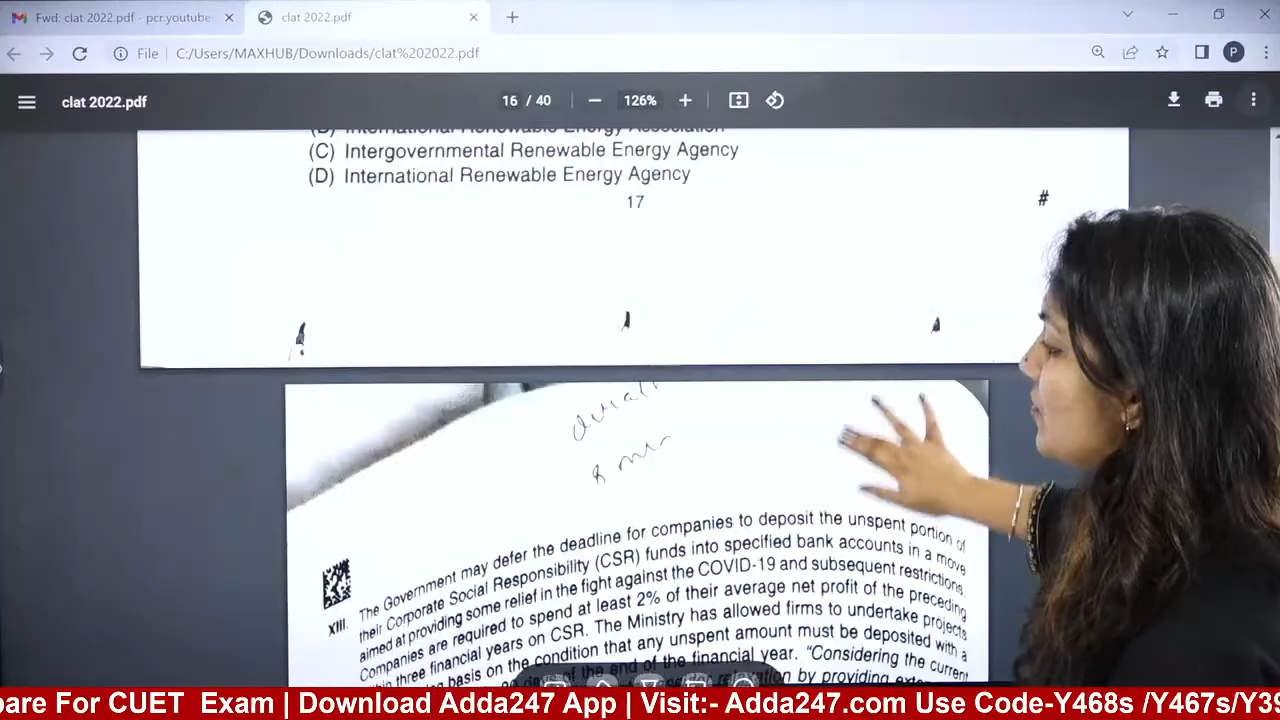 Fwd: clat 2022.pdf - pcr.youtube
clat 2022.pdf
File C:/Users/MAXHUB/Downloads/clat%202022.pdf
P
clat 2022.pdf
16 / 40
126%
(C) Intergovernmental Renewable Energy Agency
(D) International Renewable Energy Agency
17
#
The Government may defer the deadline for companies to deposit the unspent portion of
XIII. their Corporate Social Responsibility (CSR) funds into specified bank accounts in a move
aimed at providing some relief in the fight against the COVID-19 and subsequent restrictions.
Companies are required to spend at least 2% of their average net profit of the preceding
three financial years on CSR. The Ministry has allowed firms to undertake projects
basis on the condition that any unspent amount must be deposited with a
of the end of the financial year. "Considering the current
by providing
pare For CUET Exam | Download Adda247 App | Visit:- Adda247.com Use Code-Y468s /Y467s/Y39